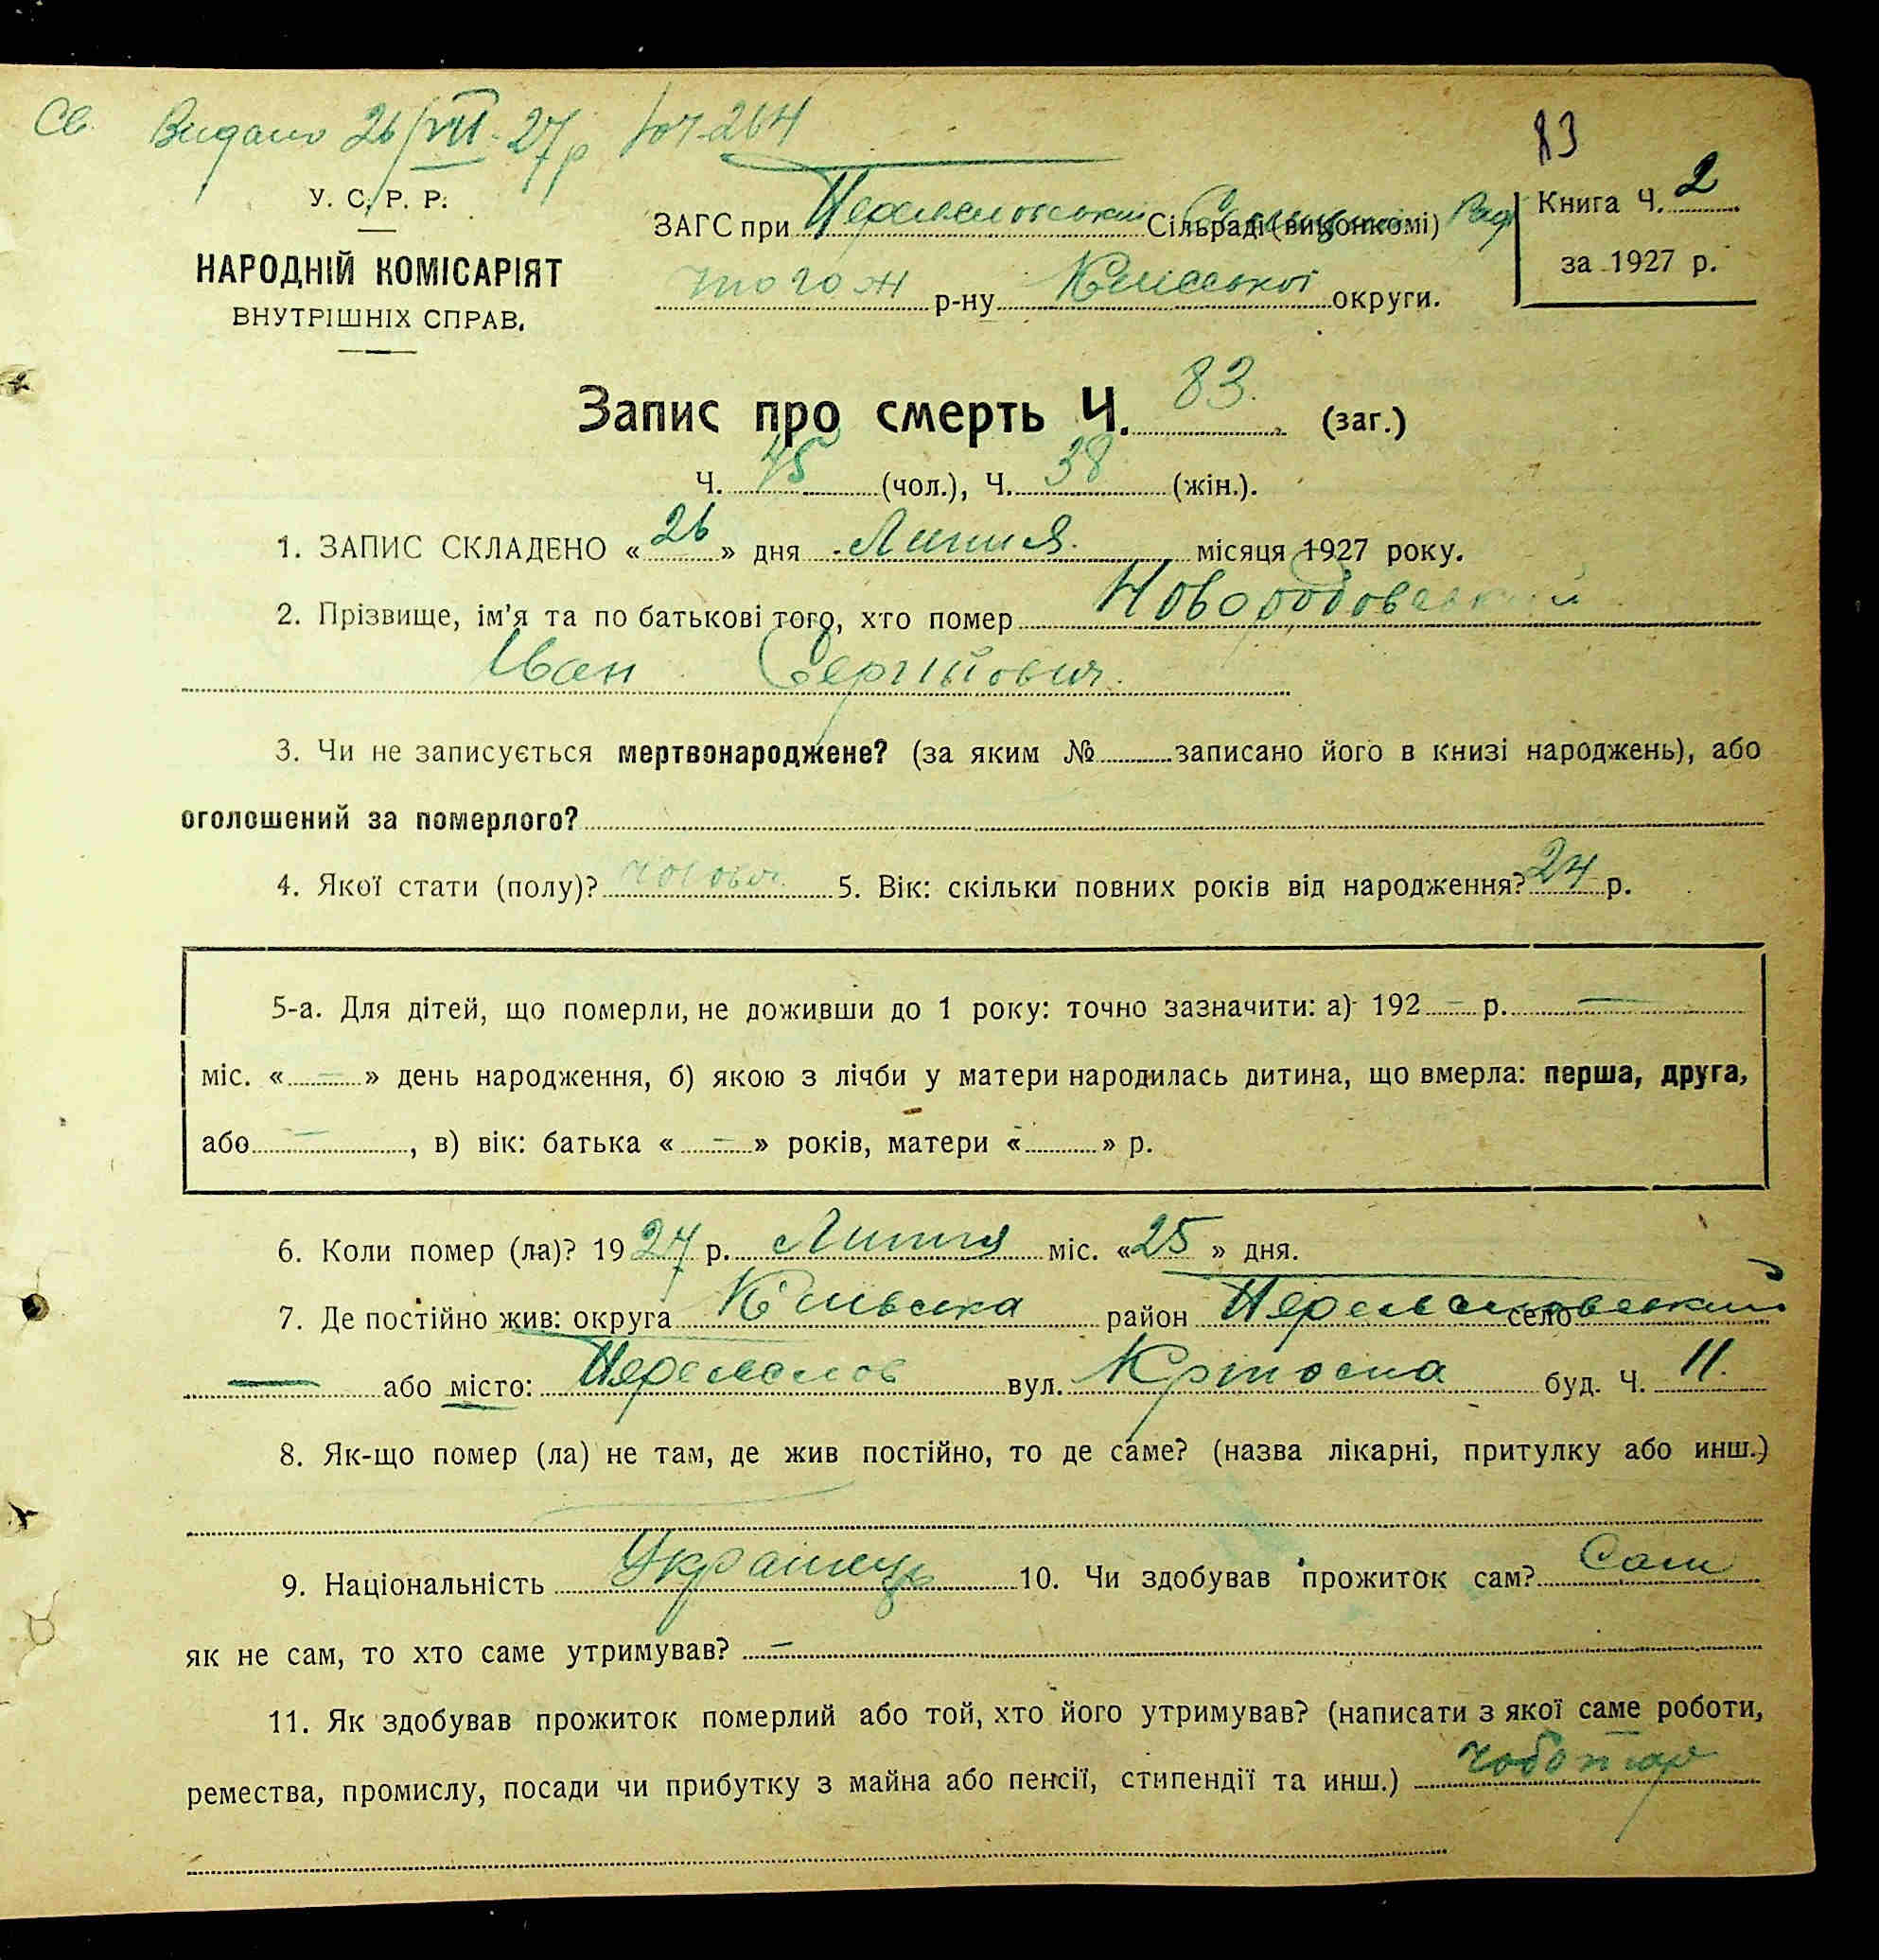 Св. Видано 26/VII-27р 264
83
У. С. Р. Р.
НАРОДНІЙ КОМІСАРІЯТ
ВНУТРІШНІХ СПРАВ.
ЗАГС при Переяславський Сільраді (виконкомі)
того ж р-ну Київської округи.
Книга Ч. 2
за 1927 р.
Запис про смерть Ч. 83. (заг.)
Ч. 45 (чол.), Ч. 38 (жін.).
1. ЗАПИС СКЛАДЕНО «26» дня Липня місяця 1927 року.
2. Прізвище, ім'я та по батькові того, хто помер
Іван Сергійович
3. Чи не записується мертвонароджене? (за яким № записано його в книзі народжень), або
оголошений за померлого?
4. Якої стати (полу)? чолович. 5. Вік: скільки повних років від народження? 24 р.
5-а. Для дітей, що померли, не доживши до 1 року: точно зазначити: а) 192 – р. —
міс. « – » день народження, б) якою з лічби у матери народилась дитина, що вмерла: перша, друга,
або —, в) вік: батька « – » років, матери « » р.
6. Коли помер (ла)? 1927 р. Липня міс. «25» дня.
7. Де постійно жив: округа Київська район Переяславський село
— або місто: Переяслов вул. буд. Ч. 11.
8. Як-що помер (ла) не там, де жив постійно, то де саме? (назва лікарні, притулку або инш.)
9. Національність Українець 10. Чи здобував прожиток сам? Сам
як не сам, то хто саме утримував? –
11. Як здобував прожиток померлий або той, хто його утримував? (написати з якої саме роботи,
ремества, промислу, посади чи прибутку з майна або пенсії, стипендії та инш.) чоботар